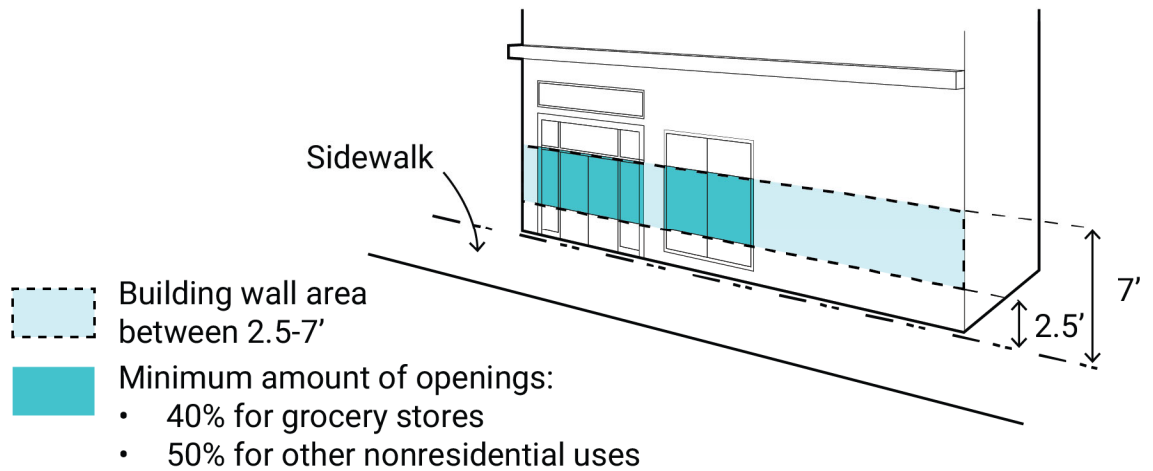 Sidewalk
7’
2.5’
Building wall area
between 2.5-7’
Minimum amount of openings:
• 40% for grocery stores
• 50% for other nonresidential uses